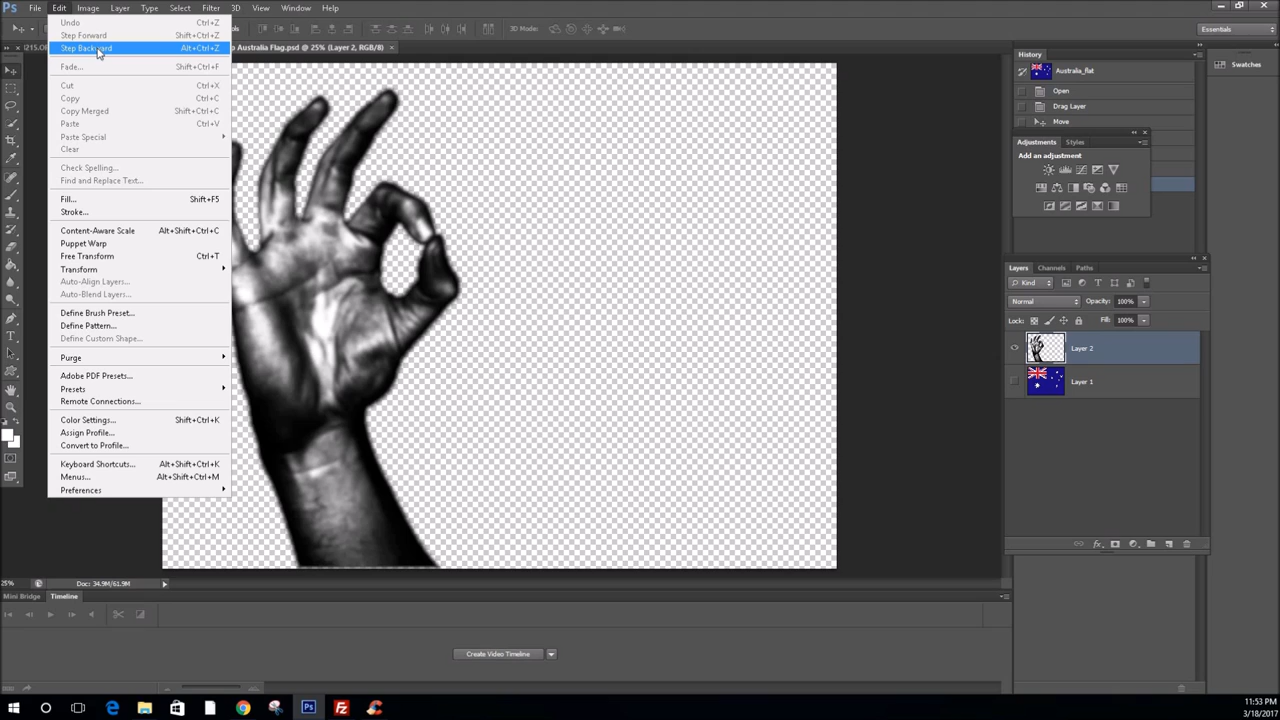 Ps File Edit Image Layer Type Select Filter 3D View Window Help
Essentials
Australia Flag.psd @ 25% (Layer 2, RGB/8) ×
Undo Ctrl+Z
Step Forward Shift+Ctrl+Z
Step Backward Alt+Ctrl+Z
Fade... Shift+Ctrl+F
Cut Ctrl+X
Copy Ctrl+C
Copy Merged Shift+Ctrl+C
Paste Ctrl+V
Paste Special
Clear
Check Spelling...
Find and Replace Text...
Fill... Shift+F5
Stroke...
Content-Aware Scale Alt+Shift+Ctrl+C
Puppet Warp
Free Transform Ctrl+T
Transform
Auto-Align Layers...
Auto-Blend Layers...
Define Brush Preset...
Define Pattern...
Define Custom Shape...
Purge
Adobe PDF Presets...
Presets
Remote Connections...
Color Settings... Shift+Ctrl+K
Assign Profile...
Convert to Profile...
Keyboard Shortcuts... Alt+Shift+Ctrl+K
Menus... Alt+Shift+Ctrl+M
Preferences
History
Swatches
Australia_flat
Open
Drag Layer
Move
Adjustments Styles
Add an adjustment
Layers Channels Paths
Kind
Normal Opacity: 100%
Lock: Fill: 100%
Layer 2
Layer 1
25% Doc: 34.9M/61.9M
Mini Bridge Timeline
Create Video Timeline
Ps
11:53 PM
3/18/2017